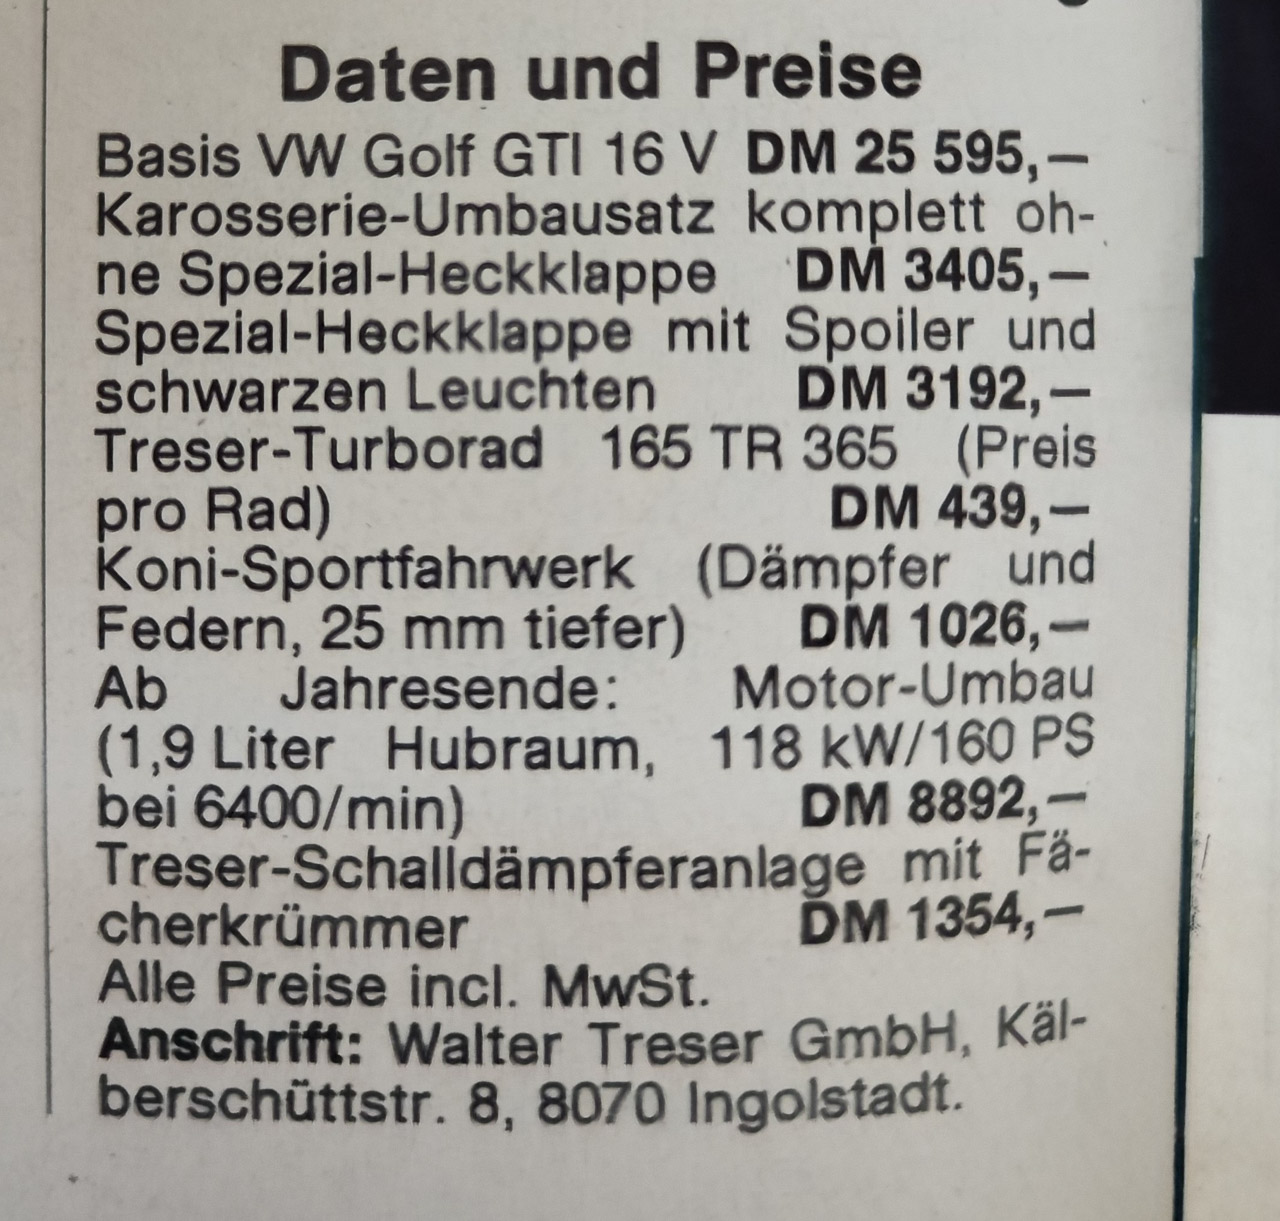 Daten und Preise
Basis VW Golf GTI 16 V DM 25 595,—
Karosserie-Umbausatz komplett oh-
ne Spezial-Heckklappe DM 3405,—
Spezial-Heckklappe mit Spoiler und
schwarzen Leuchten DM 3192,—
Treser-Turborad 165 TR 365 (Preis
pro Rad) DM 439,—
Koni-Sportfahrwerk (Dämpfer und
Federn, 25 mm tiefer) DM 1026,—
Ab Jahresende: Motor-Umbau
(1,9 Liter Hubraum, 118 kW/160 PS
bei 6400/min) DM 8892,—
Treser-Schalldämpferanlage mit Fä-
cherkrümmer DM 1354,—
Alle Preise incl. MwSt.
Anschrift: Walter Treser GmbH, Käl-
berschüttstr. 8, 8070 Ingolstadt.